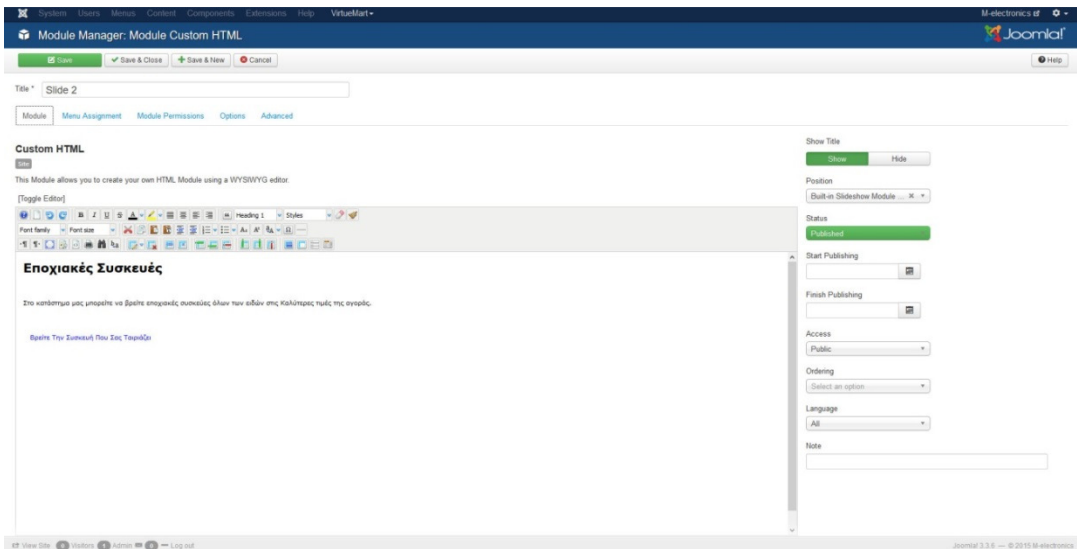 System Users Menus Content Components Extensions Help VirtueMart
M-electronics
Module Manager: Module Custom HTML
Joomla!
Save Save & Close Save & New Cancel Help
Title * Slide 2
Module Menu Assignment Module Permissions Options Advanced
Custom HTML
Site
This Module allows you to create your own HTML Module using a WYSIWYG editor.
[Toggle Editor]
Heading 1 Styles
Font family Font size
Εποχιακές Συσκευές
Στο κατάστημα μας μπορείτε να βρείτε εποχιακές συσκεύες όλων των ειδών στις Καλύτερες τιμές της αγοράς.
Βρείτε Την Συσκευή Που Σας Ταιριάζει
Show Title
Show Hide
Position
Built-in Slideshow Module ...
Status
Published
Start Publishing
Finish Publishing
Access
Public
Ordering
Select an option
Language
All
Note
View Site 0 Visitors 1 Admin 0 Log out
Joomla! 3.3.6 — © 2015 M-electronics